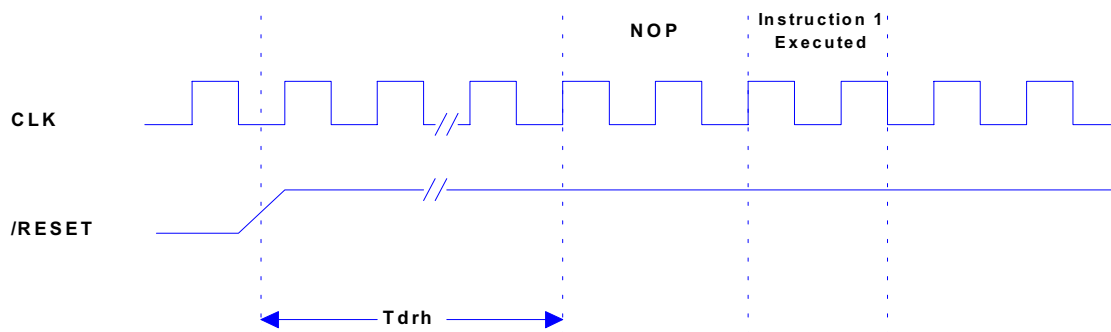 NOP
Instruction 1
Executed
CLK
/RESET
Tdrh